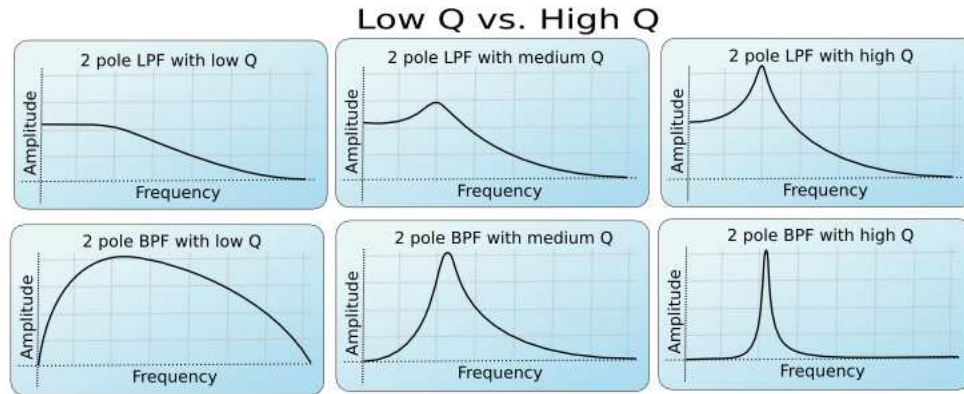 Low Q vs. High Q
2 pole LPF with low Q
Amplitude
Frequency
2 pole LPF with medium Q
Amplitude
Frequency
2 pole LPF with high Q
Amplitude
Frequency
2 pole BPF with low Q
Amplitude
Frequency
2 pole BPF with medium Q
Amplitude
Frequency
2 pole BPF with high Q
Amplitude
Frequency